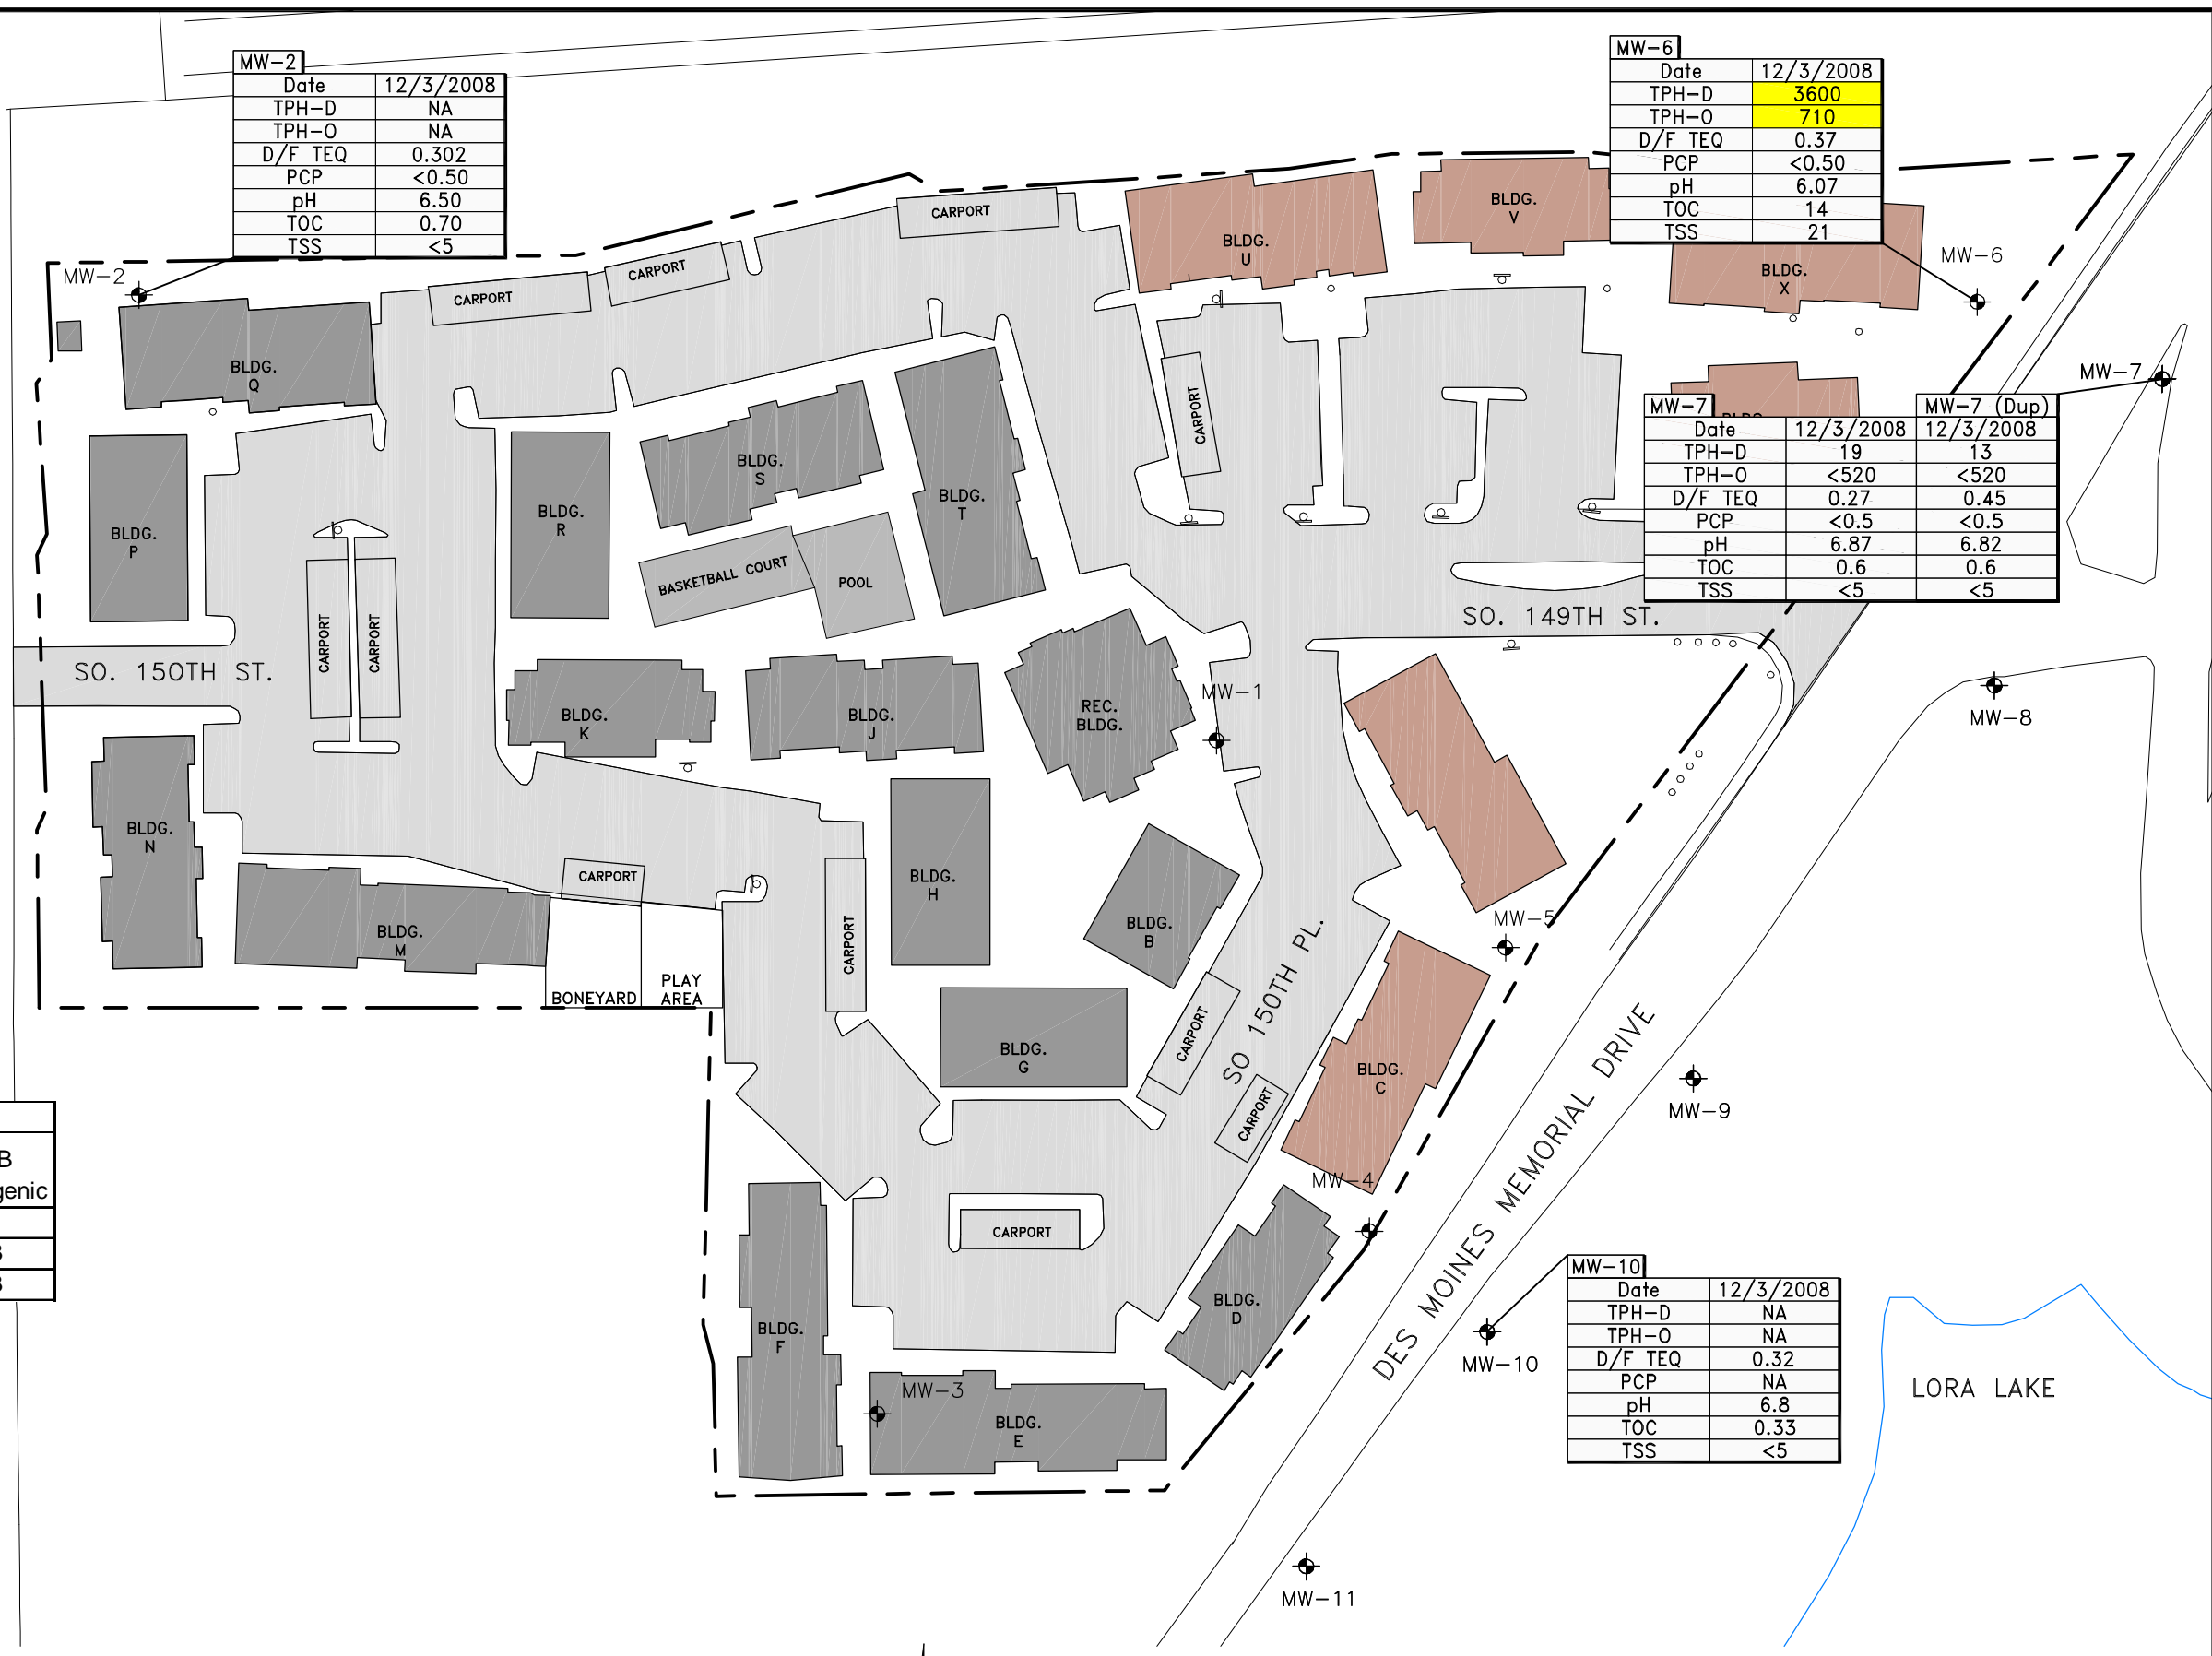 MW-2
Date 12/3/2008
TPH-D NA
TPH-O NA
D/F TEQ 0.302
PCP <0.50
pH 6.50
TOC 0.70
TSS <5
MW-6
Date 12/3/2008
TPH-D 3600
TPH-O 710
D/F TEQ 0.37
PCP <0.50
pH 6.07
TOC 14
TSS 21
MW-2
MW-6
CARPORT
CARPORT
CARPORT
BLDG.
U
BLDG.
V
BLDG.
X
BLDG.
Q
MW-7
MW-7 MW-7 (Dup)
Date 12/3/2008 12/3/2008
TPH-D 19 13
TPH-O <520 <520
D/F TEQ 0.27 0.45
PCP <0.5 <0.5
pH 6.87 6.82
TOC 0.6 0.6
TSS <5 <5
CARPORT
BLDG.
S
BLDG.
T
BLDG.
R
BLDG.
P
BASKETBALL COURT
POOL
CARPORT
CARPORT
SO. 149TH ST.
SO. 150TH ST.
MW-1
REC.
BLDG.
BLDG.
K
BLDG.
J
MW-8
BLDG.
N
BLDG.
M
CARPORT
BLDG.
H
CARPORT
BLDG.
B
MW-5
BONEYARD
PLAY
AREA
SO 150TH PL.
CARPORT
BLDG.
G
BLDG.
C
CARPORT
MW-9
DES MOINES MEMORIAL DRIVE
B
genic
MW-4
CARPORT
BLDG.
D
BLDG.
F
MW-3
BLDG.
E
MW-10
MW-10
Date 12/3/2008
TPH-D NA
TPH-O NA
D/F TEQ 0.32
PCP NA
pH 6.8
TOC 0.33
TSS <5
LORA LAKE
MW-11